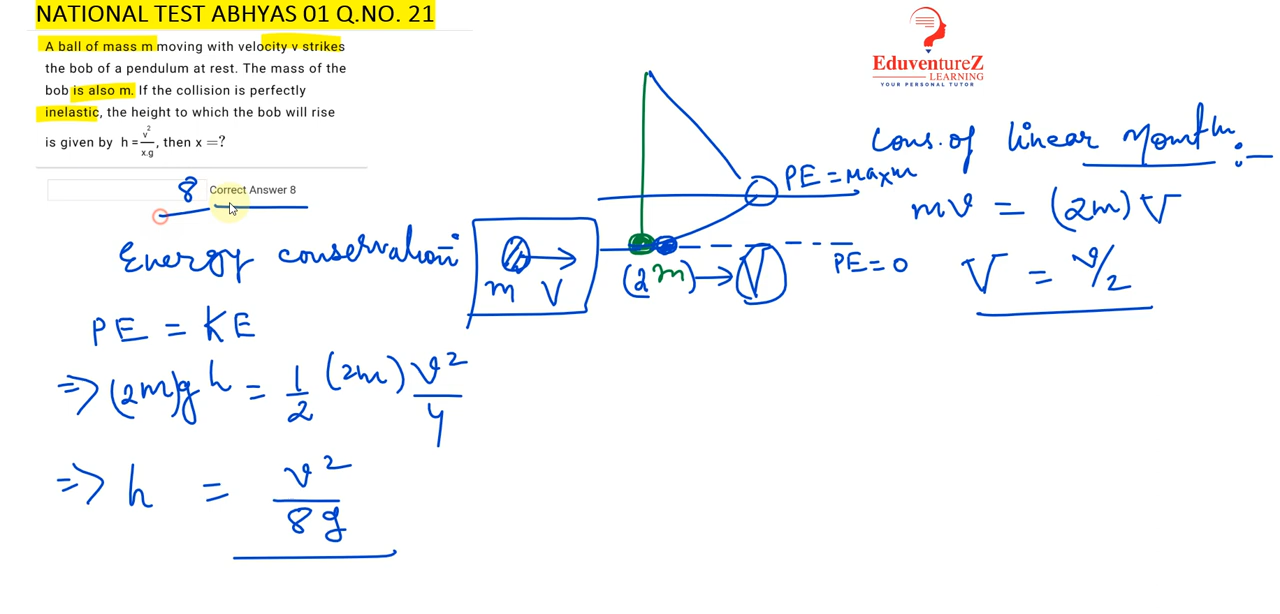 NATIONAL TEST ABHYAS 01 Q.NO. 21
A ball of mass m moving with velocity v strikes
the bob of a pendulum at rest. The mass of the
bob is also m. If the collision is perfectly
inelastic, the height to which the bob will rise
is given by h = v²/x.g, then x =?
8 Correct Answer 8
EduventureZ
LEARNING
YOUR PERSONAL TUTOR
Cons. of linear Momtm :-
mv = (2m) V
V = v/2
PE = Maxm
PE = 0
m V
(2m) → V
Energy conservation:
PE = KE
⇒ (2m)gh = 1/2 (2m) v²/4
⇒ h = v²/8g